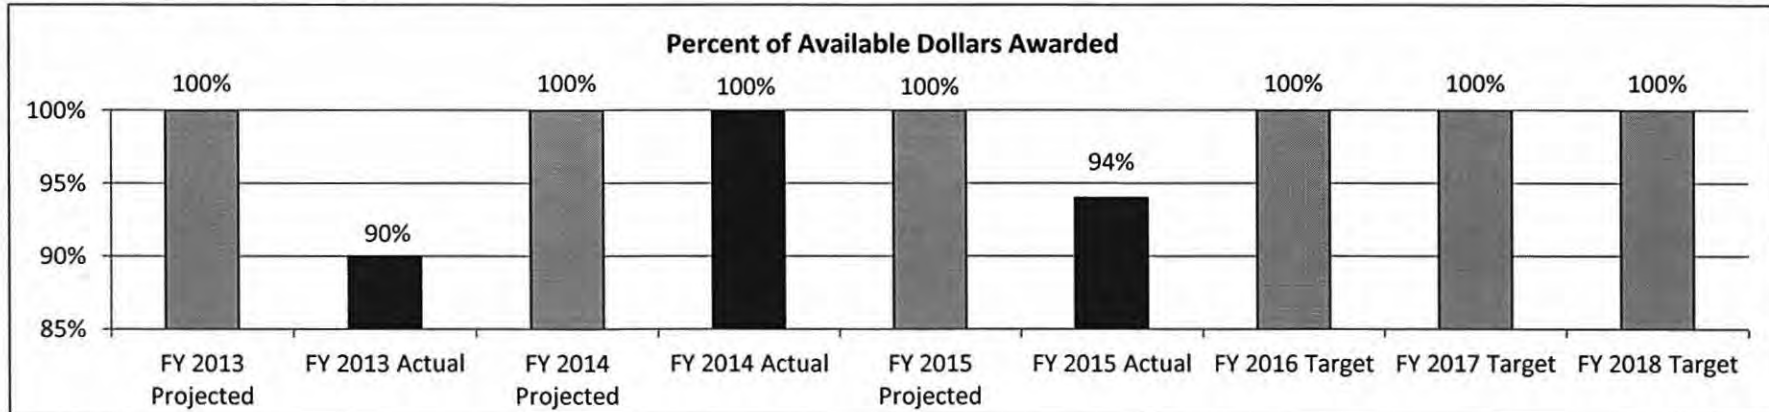 Percent of Available Dollars Awarded
100% 100% 100% 100% 100% 100% 100%
100%
95%
94%
90%
90%
85%
FY 2013 Projected
FY 2013 Actual
FY 2014 Projected
FY 2014 Actual
FY 2015 Projected
FY 2015 Actual
FY 2016 Target
FY 2017 Target
FY 2018 Target